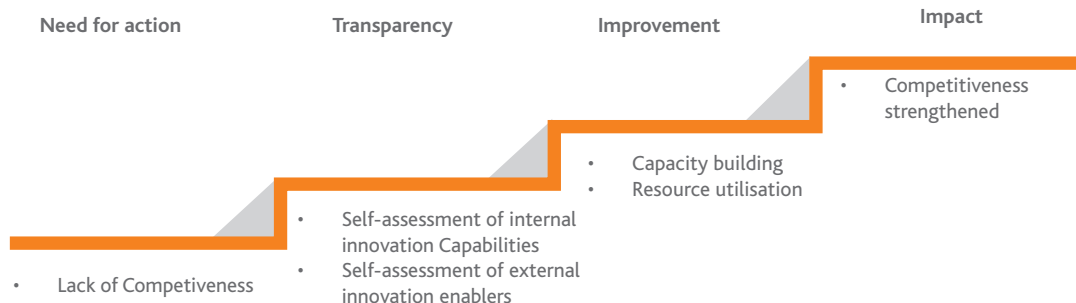 Need for action
Transparency
Improvement
Impact
• Lack of Competiveness
• Self-assessment of internal
innovation Capabilities
• Self-assessment of external
innovation enablers
• Capacity building
• Resource utilisation
• Competitiveness
strengthened